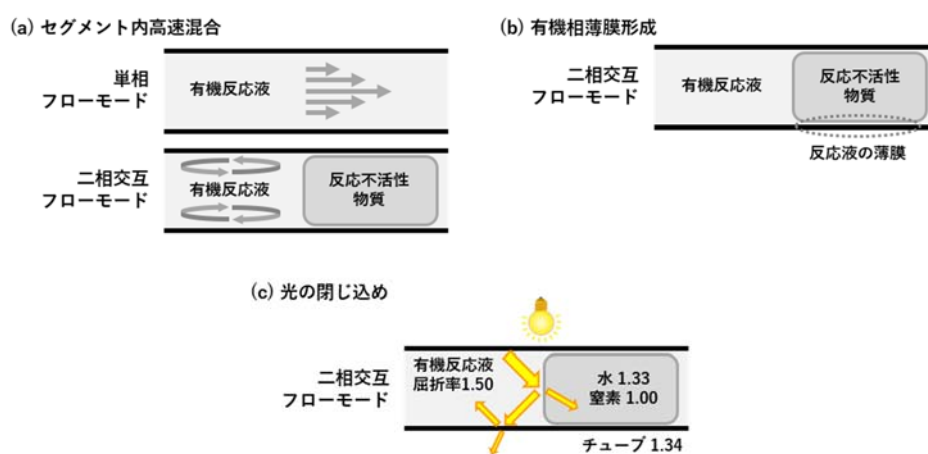 (a) セグメント内高速混合
単相
フローモード
有機反応液
二相交互
フローモード
有機反応液
反応不活性
物質
(b) 有機相薄膜形成
二相交互
フローモード
有機反応液
反応不活性
物質
反応液の薄膜
(c) 光の閉じ込め
二相交互
フローモード
有機反応液
屈折率1.50
水 1.33
窒素 1.00
チューブ 1.34